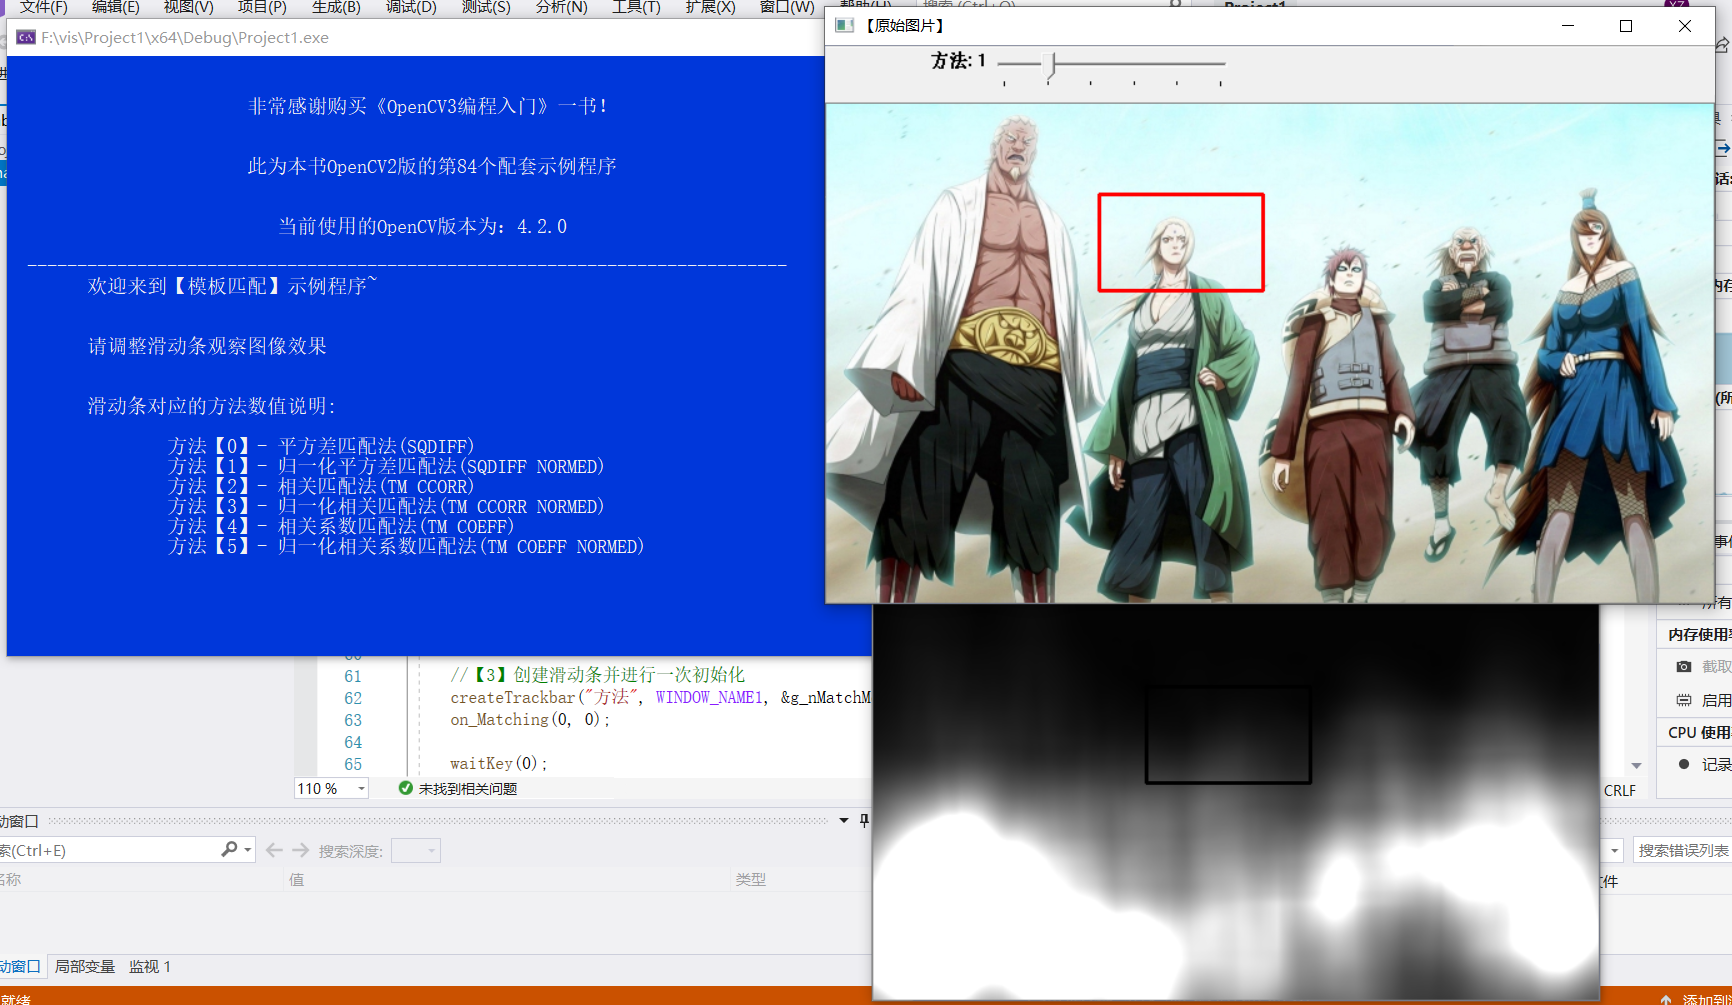 文件(F) 编辑(E) 视图(V) 项目(P) 生成(B) 调试(D) 测试(S) 分析(N) 工具(T) 扩展(X) 窗口(W) 帮助(H) 搜索 (Ctrl+Q) Project1
F:\vis\Project1\x64\Debug\Project1.exe
非常感谢购买《OpenCV3编程入门》一书！
此为本书OpenCV2版的第84个配套示例程序
当前使用的OpenCV版本为：4.2.0
欢迎来到【模板匹配】示例程序~
请调整滑动条观察图像效果
滑动条对应的方法数值说明:
方法【0】- 平方差匹配法(SQDIFF)
方法【1】- 归一化平方差匹配法(SQDIFF NORMED)
方法【2】- 相关匹配法(TM CCORR)
方法【3】- 归一化相关匹配法(TM CCORR NORMED)
方法【4】- 相关系数匹配法(TM COEFF)
方法【5】- 归一化相关系数匹配法(TM COEFF NORMED)
【原始图片】
方法: 1
61 //【3】创建滑动条并进行一次初始化
62 createTrackbar("方法", WINDOW_NAME1, &g_nMatchM
63 on_Matching(0, 0);
64
65 waitKey(0);
110 % 未找到相关问题
CRLF
动窗口
索(Ctrl+E) 搜索深度:
名称 值 类型
动窗口 局部变量 监视 1
就绪
内存使用率
截取
启用
CPU 使用率
记录
搜索错误列表
文件
添加到源